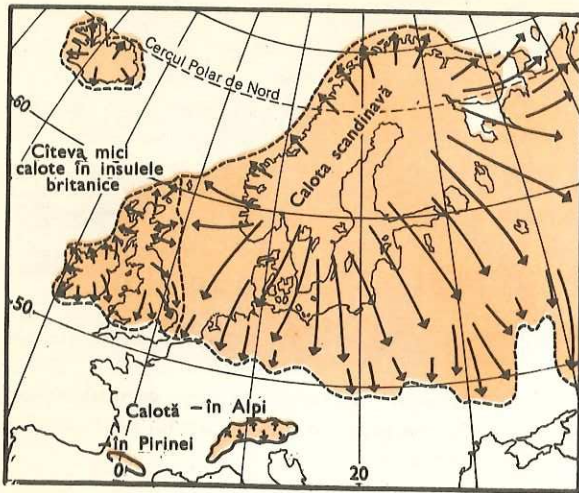 Cercul Polar de Nord
60
Cîteva mici
calote în insulele
britanice
Calota scandinavă
50
Calotă – în Alpi
– în Pirinei
0
20